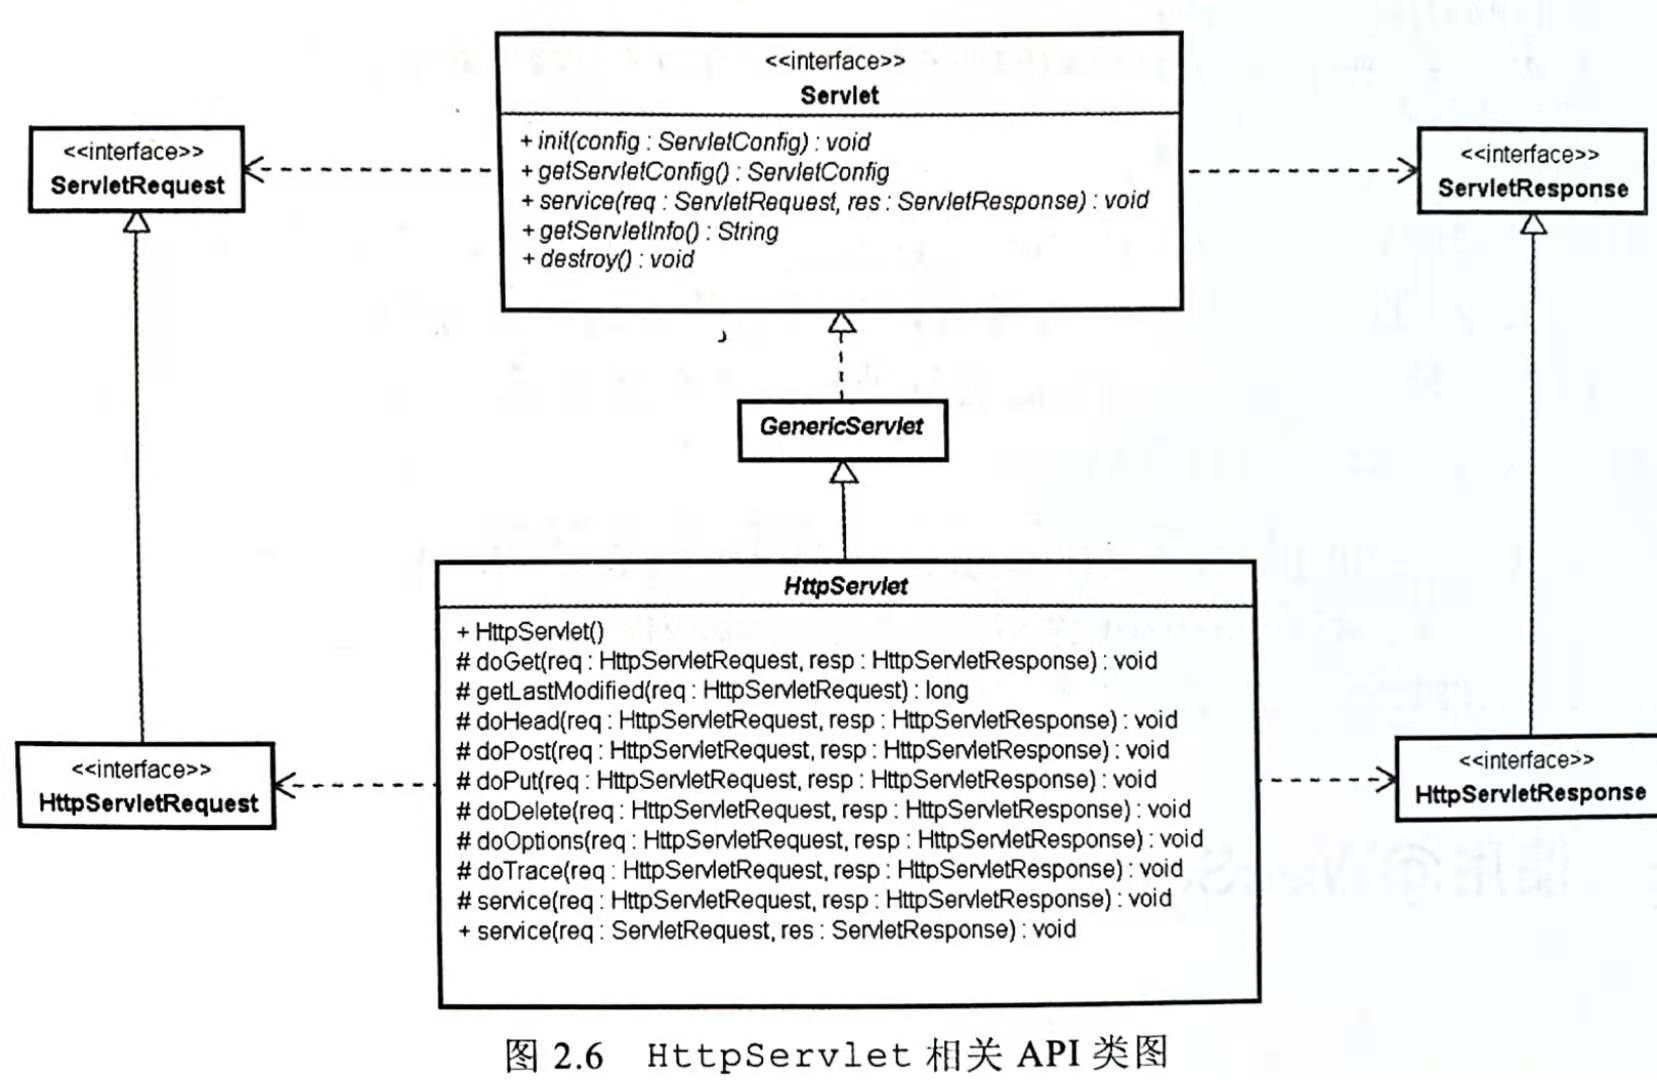 <<interface>>
Servlet
+ init(config : ServletConfig) : void
+ getServletConfig() : ServletConfig
+ service(req : ServletRequest, res : ServletResponse) : void
+ getServletInfo() : String
+ destroy() : void
<<interface>>
ServletRequest
<<interface>>
ServletResponse
GenericServlet
HttpServlet
+ HttpServlet()
# doGet(req : HttpServletRequest, resp : HttpServletResponse) : void
# getLastModified(req : HttpServletRequest) : long
# doHead(req : HttpServletRequest, resp : HttpServletResponse) : void
# doPost(req : HttpServletRequest, resp : HttpServletResponse) : void
# doPut(req : HttpServletRequest, resp : HttpServletResponse) : void
# doDelete(req : HttpServletRequest, resp : HttpServletResponse) : void
# doOptions(req : HttpServletRequest, resp : HttpServletResponse) : void
# doTrace(req : HttpServletRequest, resp : HttpServletResponse) : void
# service(req : HttpServletRequest, resp : HttpServletResponse) : void
+ service(req : ServletRequest, res : ServletResponse) : void
<<interface>>
HttpServletRequest
<<interface>>
HttpServletResponse
图 2.6 HttpServlet 相关 API 类图